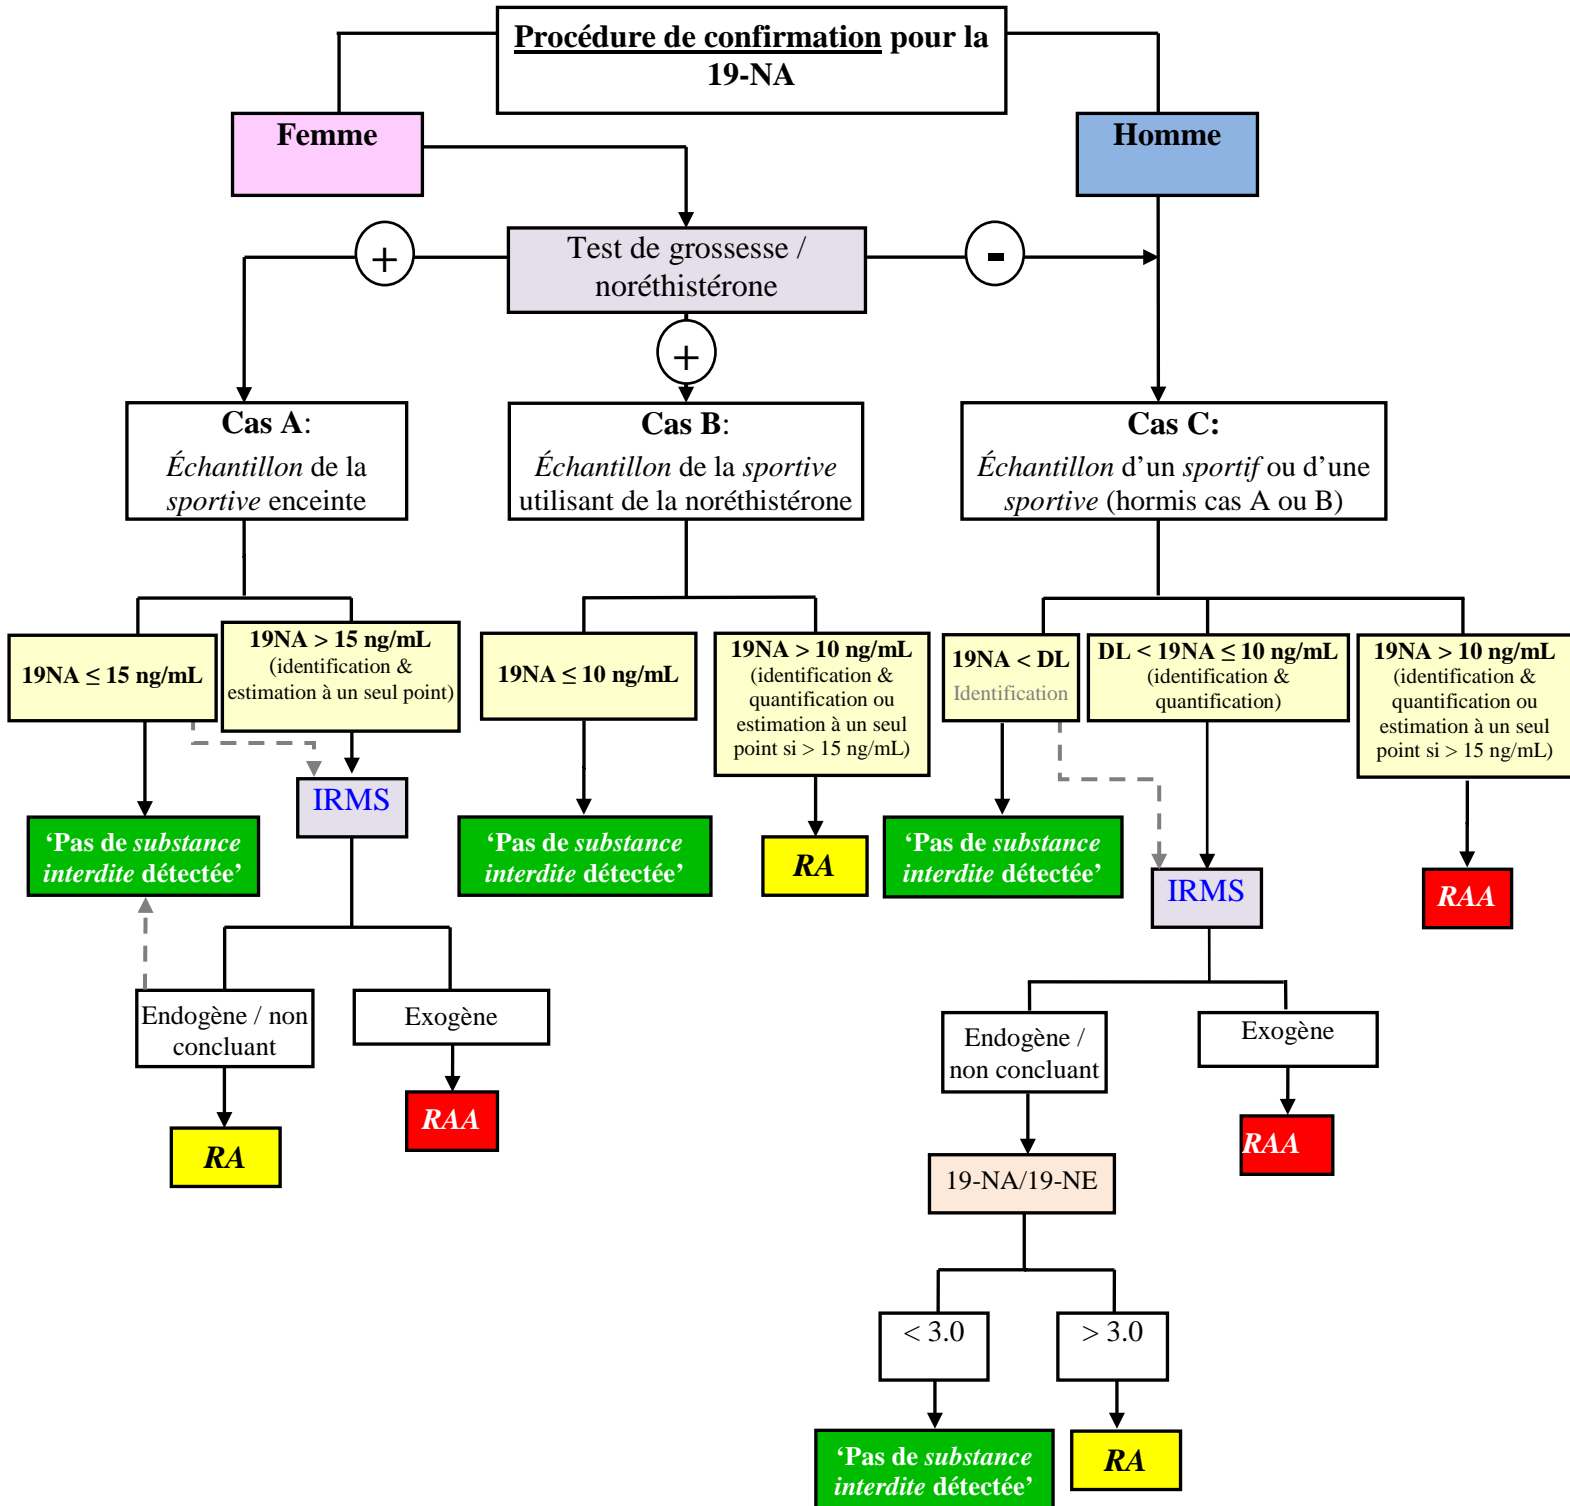 Procédure de confirmation pour la
19-NA
Femme
Homme
Test de grossesse /
noréthistérone
+
-
+
Cas A:
Échantillon de la
sportive enceinte
Cas B:
Échantillon de la sportive
utilisant de la noréthistérone
Cas C:
Échantillon d’un sportif ou d’une
sportive (hormis cas A ou B)
19NA ≤ 15 ng/mL
19NA > 15 ng/mL
(identification &
estimation à un seul point)
19NA ≤ 10 ng/mL
19NA > 10 ng/mL
(identification &
quantification ou
estimation à un seul
point si > 15 ng/mL)
19NA < DL
Identification
DL < 19NA ≤ 10 ng/mL
(identification &
quantification)
19NA > 10 ng/mL
(identification &
quantification ou
estimation à un seul
point si > 15 ng/mL)
‘Pas de substance
interdite détectée’
IRMS
‘Pas de substance
interdite détectée’
RA
‘Pas de substance
interdite détectée’
IRMS
RAA
Endogène / non
concluant
Exogène
RA
RAA
Endogène /
non concluant
Exogène
RAA
19-NA/19-NE
< 3.0
> 3.0
‘Pas de substance
interdite détectée’
RA